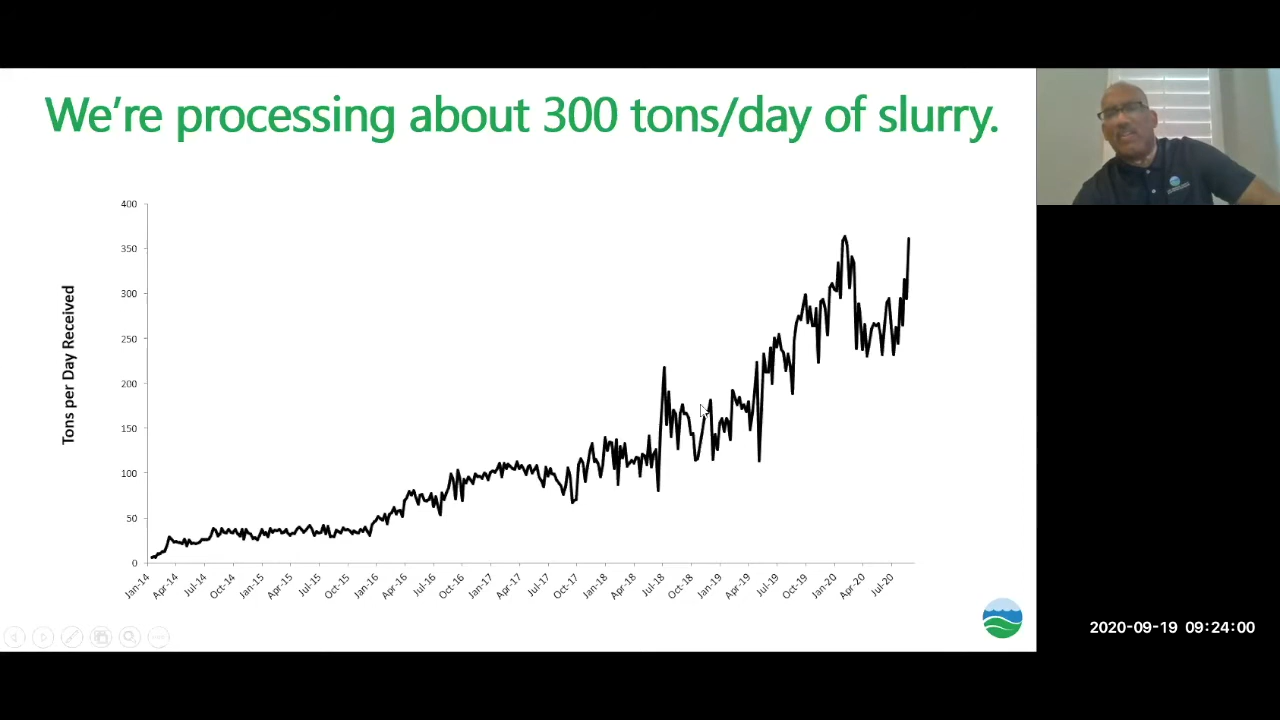 We're processing about 300 tons/day of slurry.
400
350
300
250
200
150
100
50
0
Tons per Day Received
Jan-14
Apr-14
Jul-14
Oct-14
Jan-15
Apr-15
Jul-15
Oct-15
Jan-16
Apr-16
Jul-16
Oct-16
Jan-17
Apr-17
Jul-17
Oct-17
Jan-18
Apr-18
Jul-18
Oct-18
Jan-19
Apr-19
Jul-19
Oct-19
Jan-20
Apr-20
Jul-20
2020-09-19 09:24:00